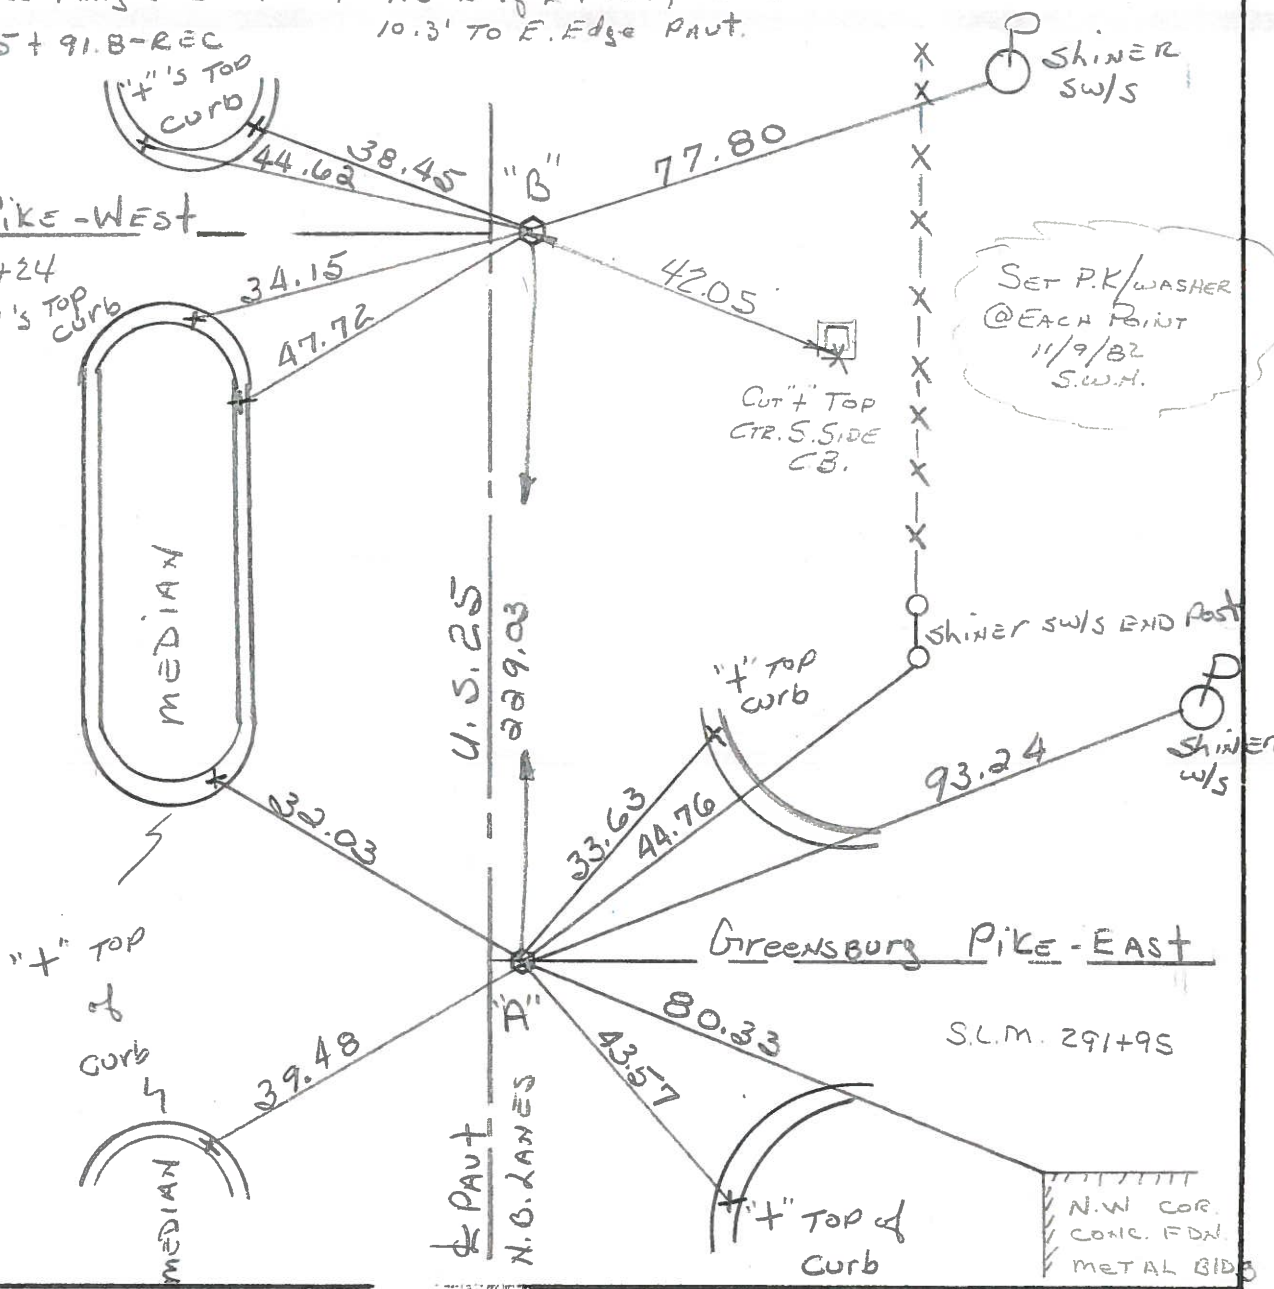 10.3' TO E. Edge PAVT.
5+91.8-REC
"+"'s TOP
curb
38.45
44.62
"B"
77.80
SHINER
SW/S
PIKE-WEST
+24
's TOP
curb
34.15
47.72
42.05
CUT "+" TOP
CTR. S. SIDE
C.B.
SET P.K/WASHER
@ EACH POINT
11/9/82
S.W.H.
MEDIAN
U.S. 25
229.03
SHINER SW/S END POST
"+" TOP
curb
SHINER
W/S
32.03
33.63
44.76
93.24
"+" TOP
of
curb
"A"
Greensburg PIKE-EAST
S.L.M. 291+95
39.48
43.57
80.33
MEDIAN
℄ PAVT
N.B. LANES
"+" TOP of
curb
N.W COR.
CONC. FDN.
METAL BLDG